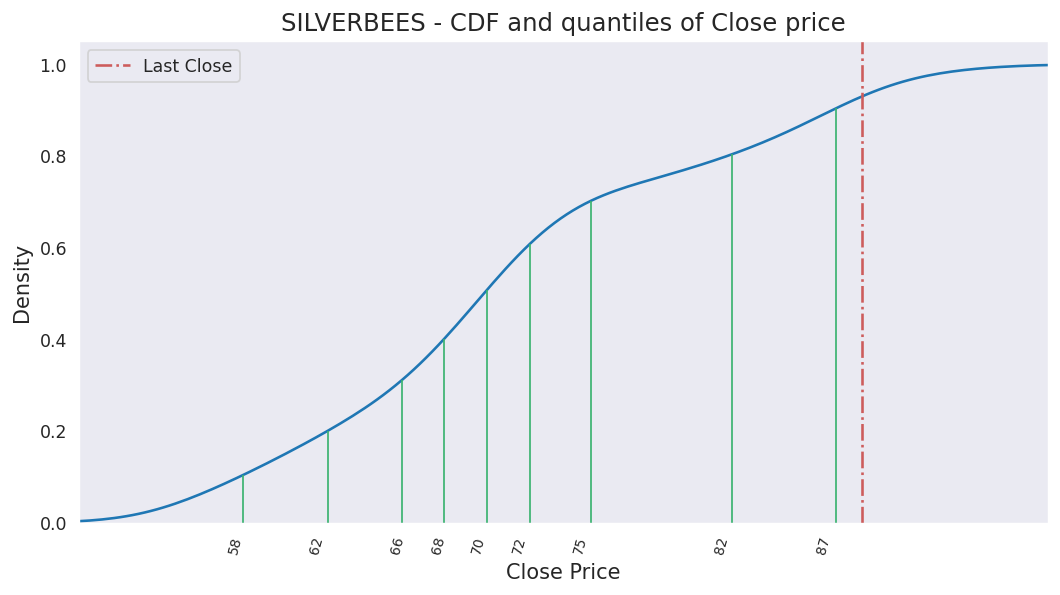 SILVERBEES - CDF and quantiles of Close price
Last Close
Density
1.0
0.8
0.6
0.4
0.2
0.0
58 62 66 68 70 72 75 82 87
Close Price